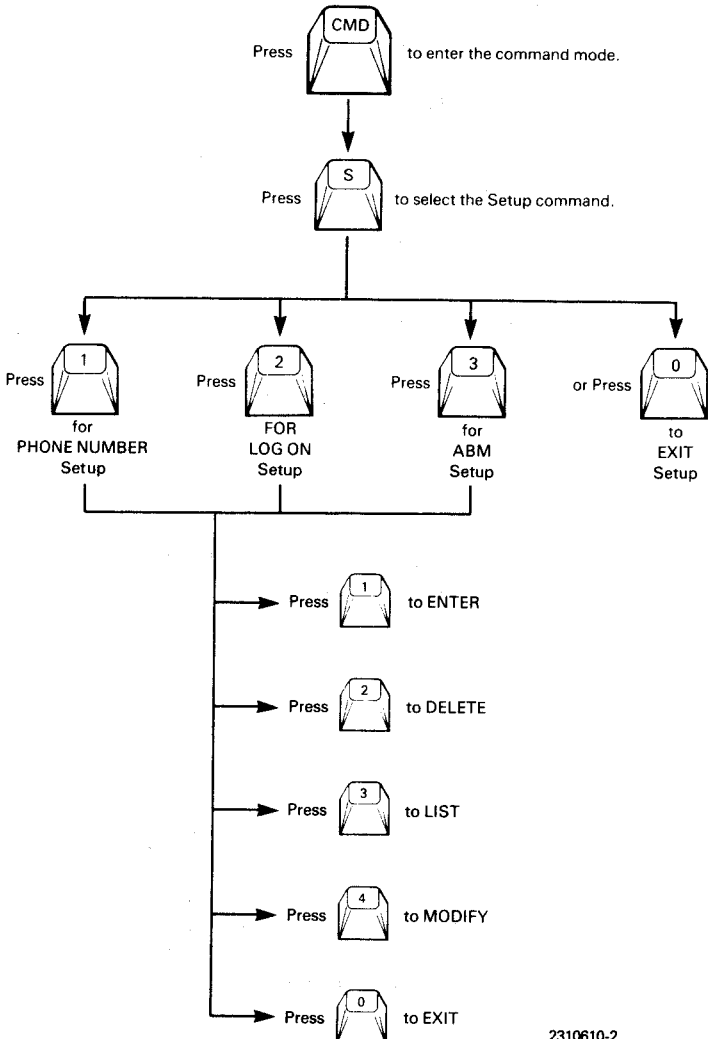 CMD
Press to enter the command mode.
S
Press to select the Setup command.
1
Press
for
PHONE NUMBER
Setup
2
Press
FOR
LOG ON
Setup
3
Press
for
ABM
Setup
0
or Press
to
EXIT
Setup
1
Press to ENTER
2
Press to DELETE
3
Press to LIST
4
Press to MODIFY
0
Press to EXIT
2310610-2